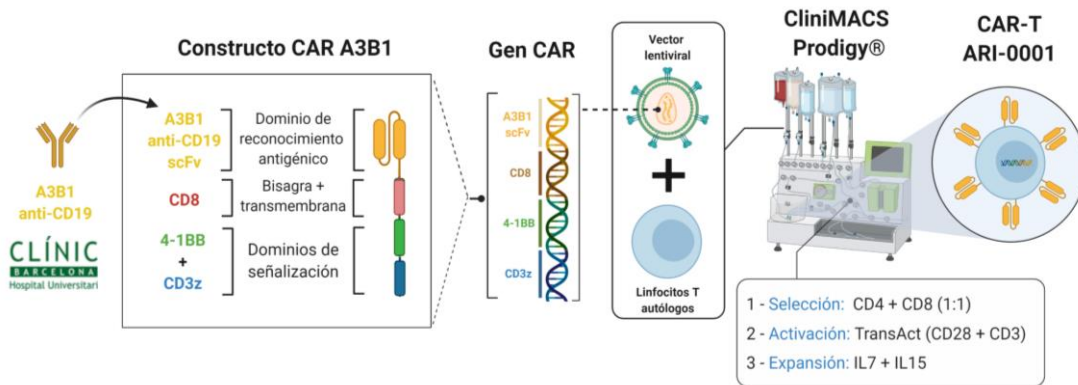 Constructo CAR A3B1
A3B1
anti-CD19
CLÍNIC
BARCELONA
Hospital Universitari
A3B1
anti-CD19
scFv
Dominio de
reconocimiento
antigénico
CD8
Bisagra +
transmembrana
4-1BB
+
CD3z
Dominios de
señalización
Gen CAR
A3B1
scFv
CD8
4-1BB
CD3z
Vector
lentiviral
+
Linfocitos T
autólogos
CliniMACS
Prodigy®
CAR-T
ARI-0001
1 - Selección: CD4 + CD8 (1:1)
2 - Activación: TransAct (CD28 + CD3)
3 - Expansión: IL7 + IL15